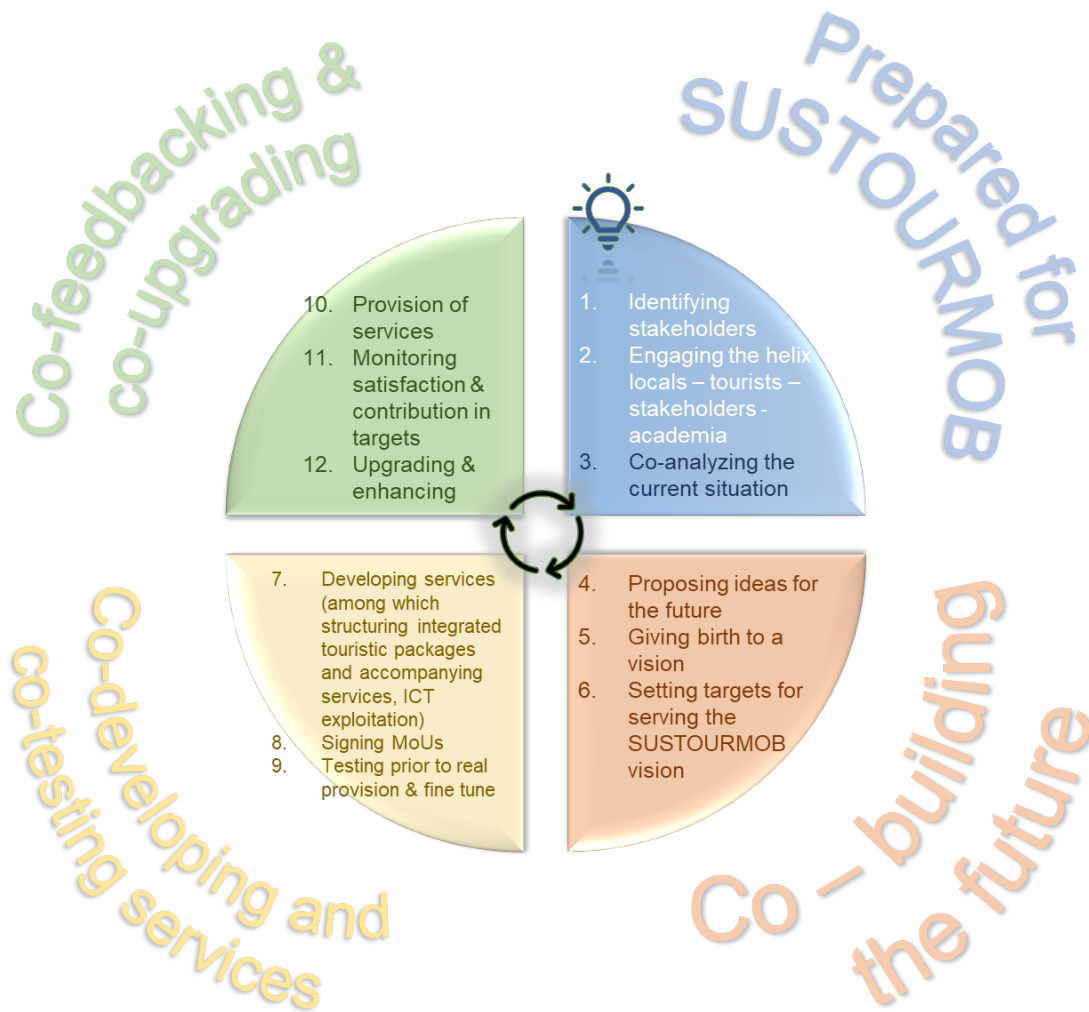 Prepared for
SUSTOURMOB
1. Identifying
stakeholders
2. Engaging the helix
locals – tourists –
stakeholders -
academia
3. Co-analyzing the
current situation
Co – building
the future
4. Proposing ideas for
the future
5. Giving birth to a
vision
6. Setting targets for
serving the
SUSTOURMOB
vision
Co-developing and
co-testing services
7. Developing services
(among which
structuring integrated
touristic packages
and accompanying
services, ICT
exploitation)
8. Signing MoUs
9. Testing prior to real
provision & fine tune
Co-feedbacking &
co-upgrading
10. Provision of
services
11. Monitoring
satisfaction &
contribution in
targets
12. Upgrading &
enhancing